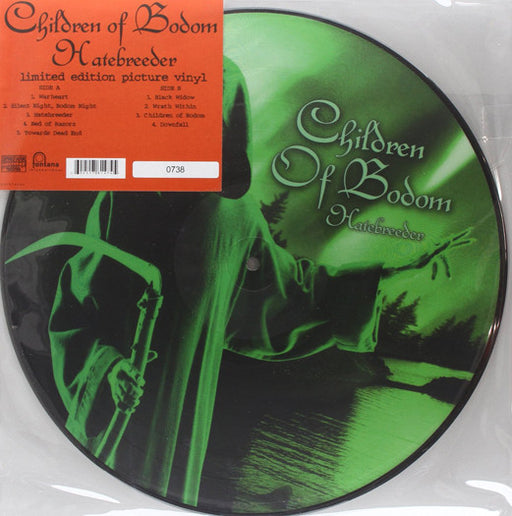 Children of Bodom
Hatebreeder
limited edition picture vinyl
SIDE A
1. Warheart
2. Silent Night, Bodom Night
3. Hatebreeder
4. Bed of Razors
5. Towards Dead End
SIDE B
1. Black Widow
2. Wrath Within
3. Children of Bodom
4. Downfall
fontana
INTERNATIONAL
0738
Children
Of Bodom
Hatebreeder